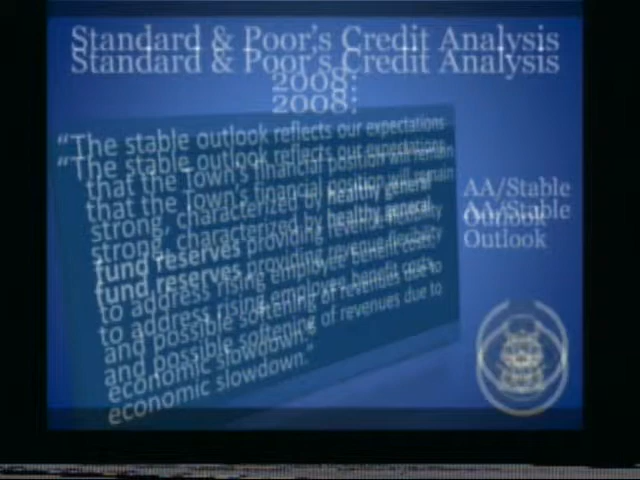 Standard & Poor's Credit Analysis
2008:
"The stable outlook reflects our expectations
that the Town's financial position will remain
strong, characterized by healthy general
fund reserves providing revenue flexibility
to address rising employee benefit costs,
and possible softening of revenues due to
economic slowdown."
AA/Stable
Outlook